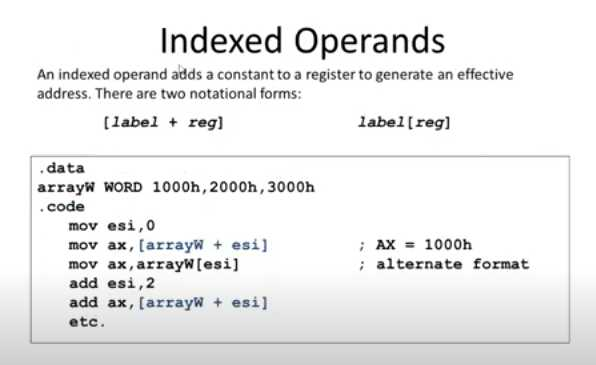 Indexed Operands
An indexed operand adds a constant to a register to generate an effective
address. There are two notational forms:
[label + reg] label[reg]
.data
arrayW WORD 1000h,2000h,3000h
.code
mov esi,0
mov ax,[arrayW + esi] ; AX = 1000h
mov ax,arrayW[esi] ; alternate format
add esi,2
add ax,[arrayW + esi]
etc.